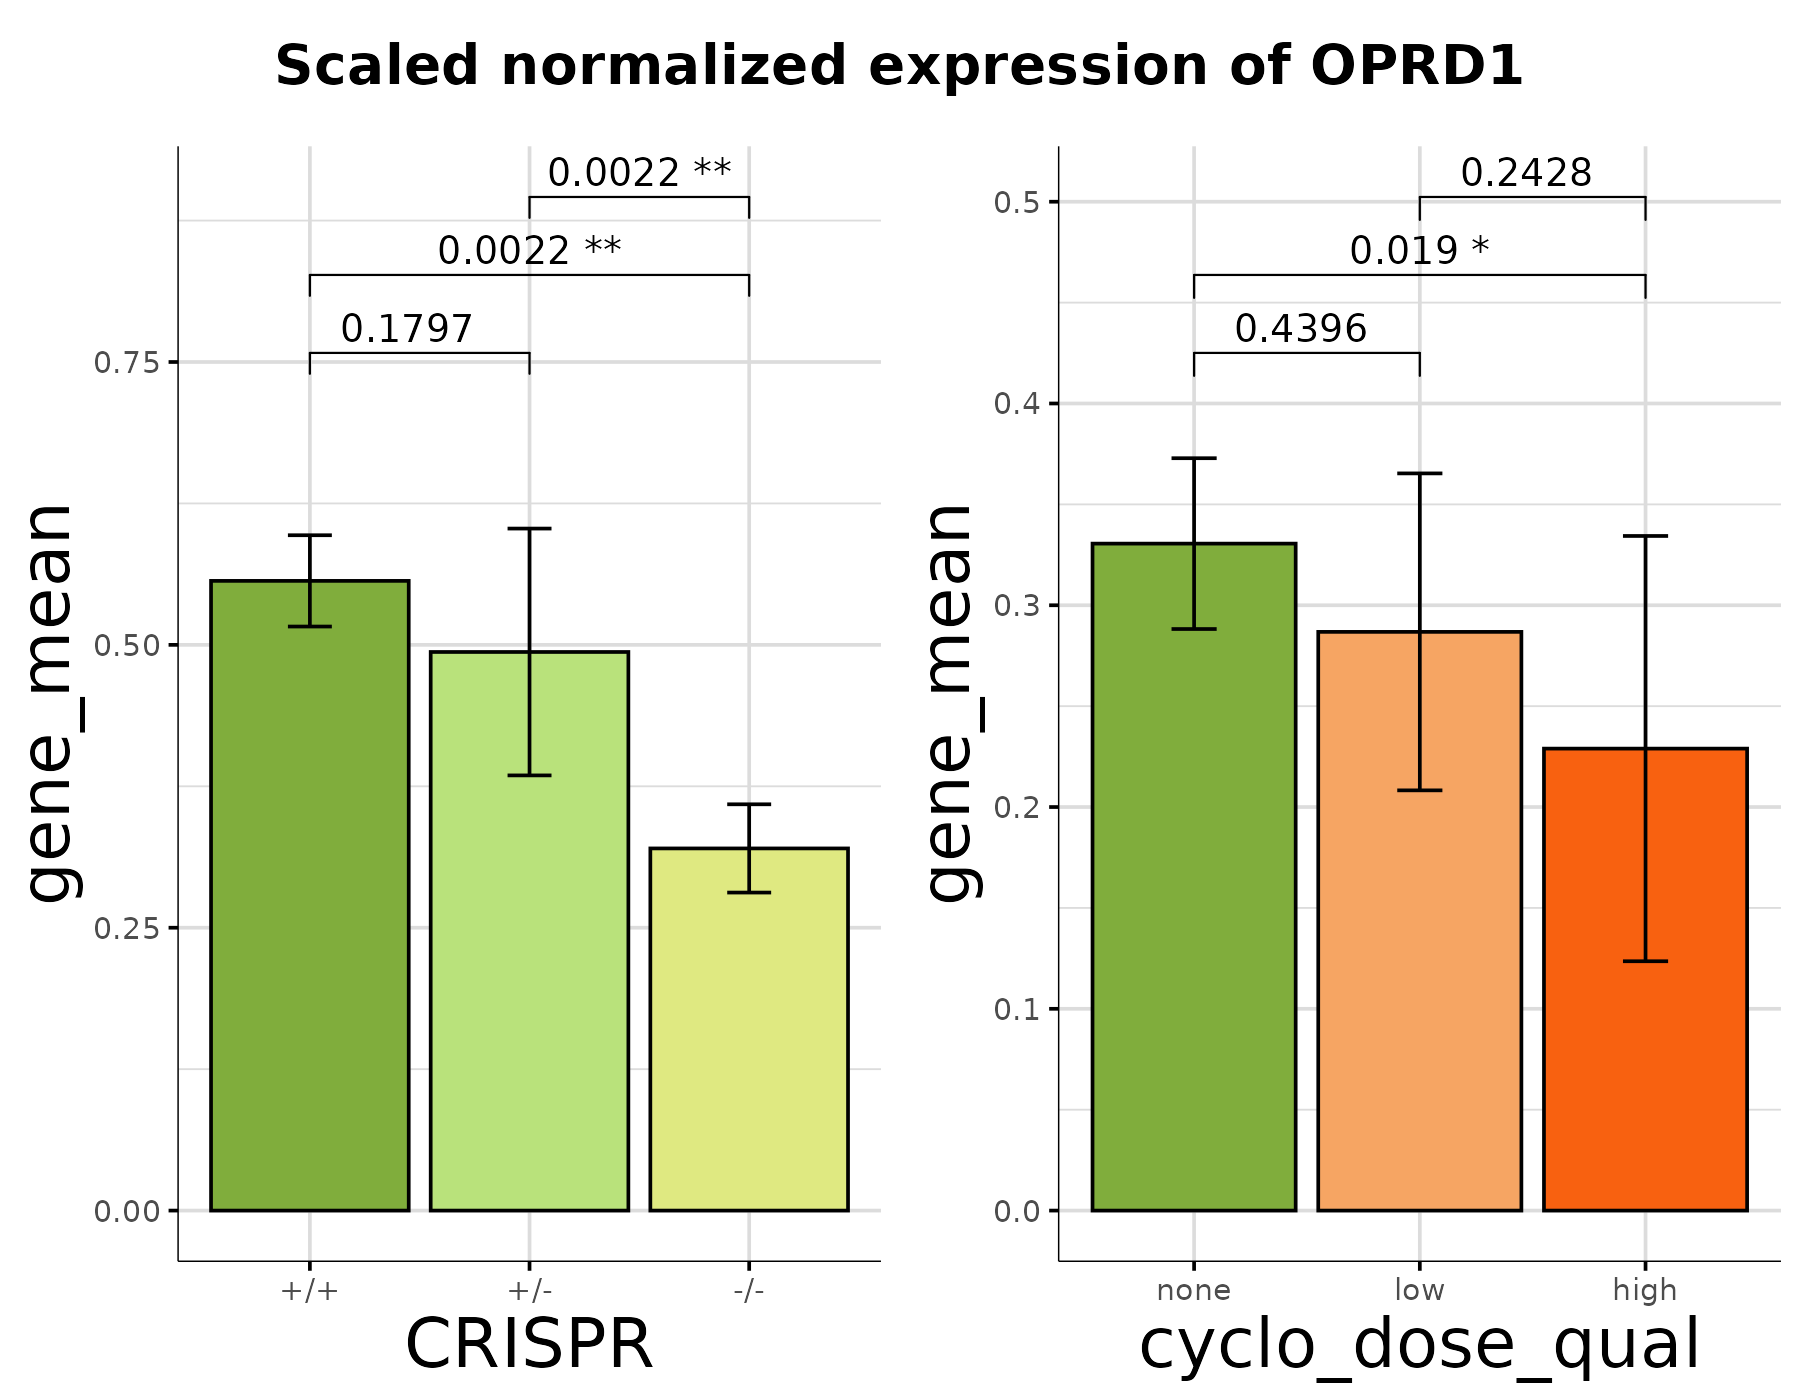 Scaled normalized expression of OPRD1
gene_mean
0.75
0.50
0.25
0.00
0.0022 **
0.0022 **
0.1797
+/+
+/-
-/-
CRISPR
gene_mean
0.5
0.4
0.3
0.2
0.1
0.0
0.2428
0.019 *
0.4396
none
low
high
cyclo_dose_qual